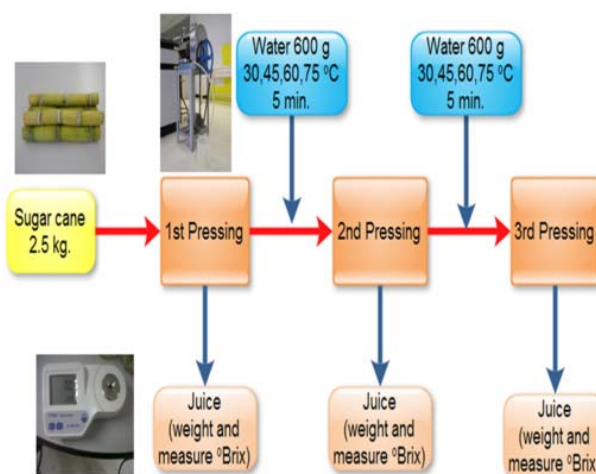 Water 600 g
30,45,60,75 ºC
5 min.
Water 600 g
30,45,60,75 ºC
5 min.
Sugar cane
2.5 kg.
1st Pressing
2nd Pressing
3rd Pressing
Juice
(weight and
measure ºBrix)
Juice
(weight and
measure ºBrix)
Juice
(weight and
measure ºBrix